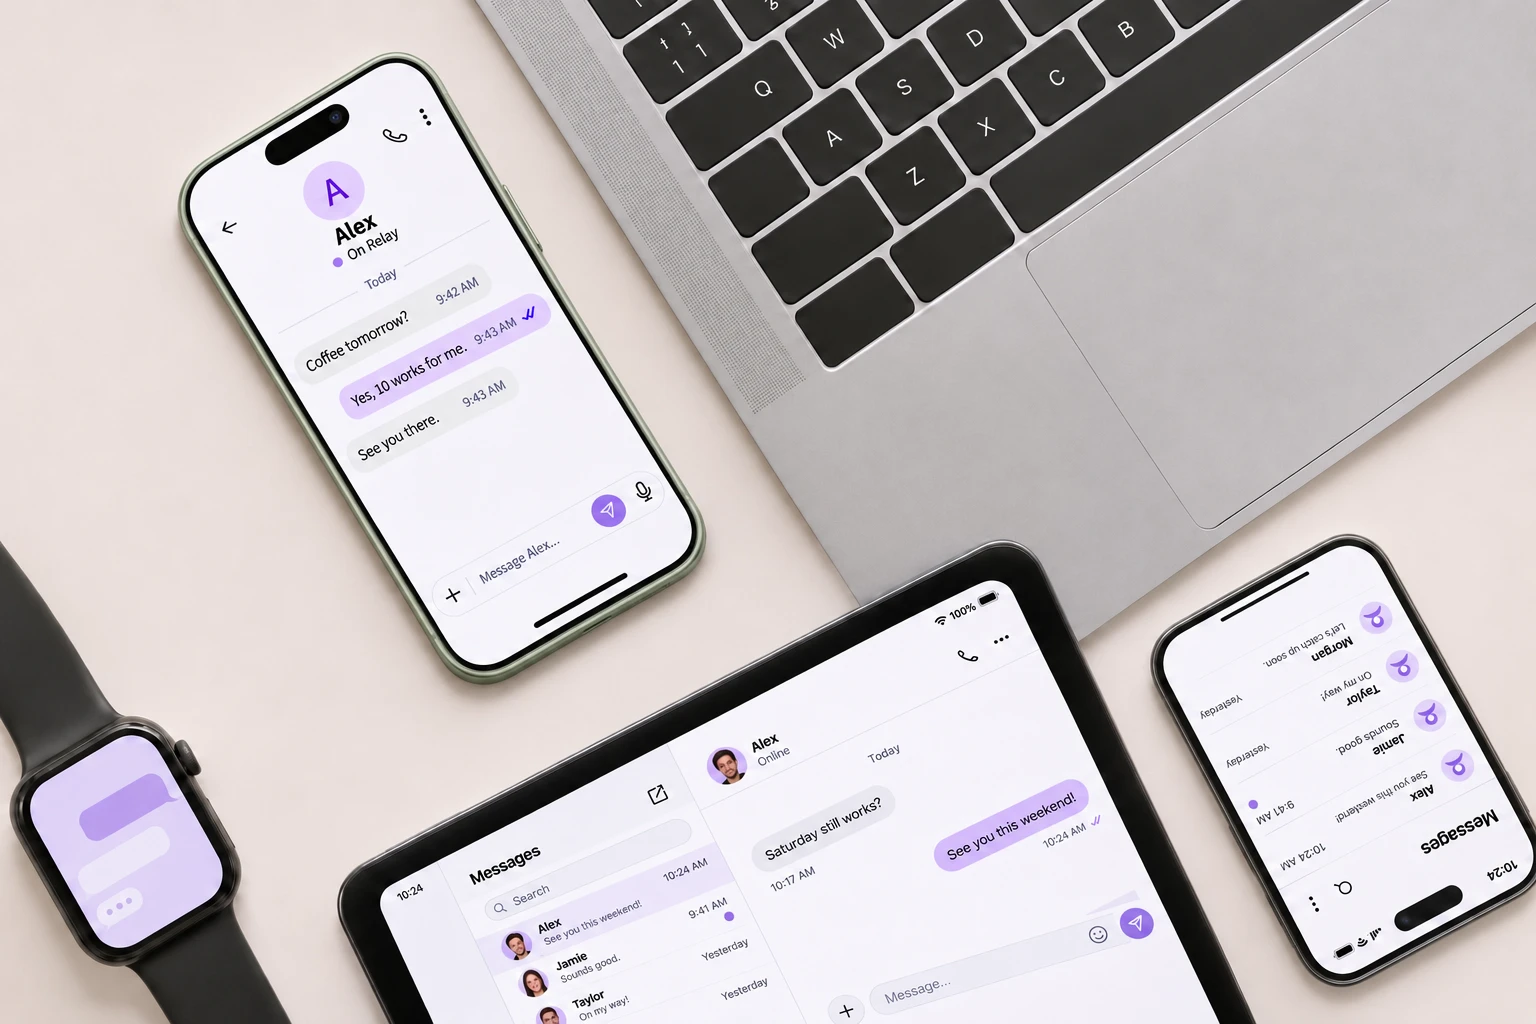 Q
W
A
S
D
Z
X
C
B
A
Alex
On Relay
Today
Coffee tomorrow? 9:42 AM
Yes, 10 works for me. 9:43 AM
See you there. 9:43 AM
Message Alex...
10:24
100%
Messages
Search
Alex 10:24 AM
See you this weekend!
Jamie 9:41 AM
Sounds good.
Taylor Yesterday
On my way!
Yesterday
Alex
Online
Today
Saturday still works?
10:17 AM
See you this weekend!
10:24 AM
Message...
10:24
Messages
Alex 10:24 AM
See you this weekend!
Jamie 9:41 AM
Sounds good.
Taylor Yesterday
On my way!
Morgan Yesterday
Let's catch up soon.